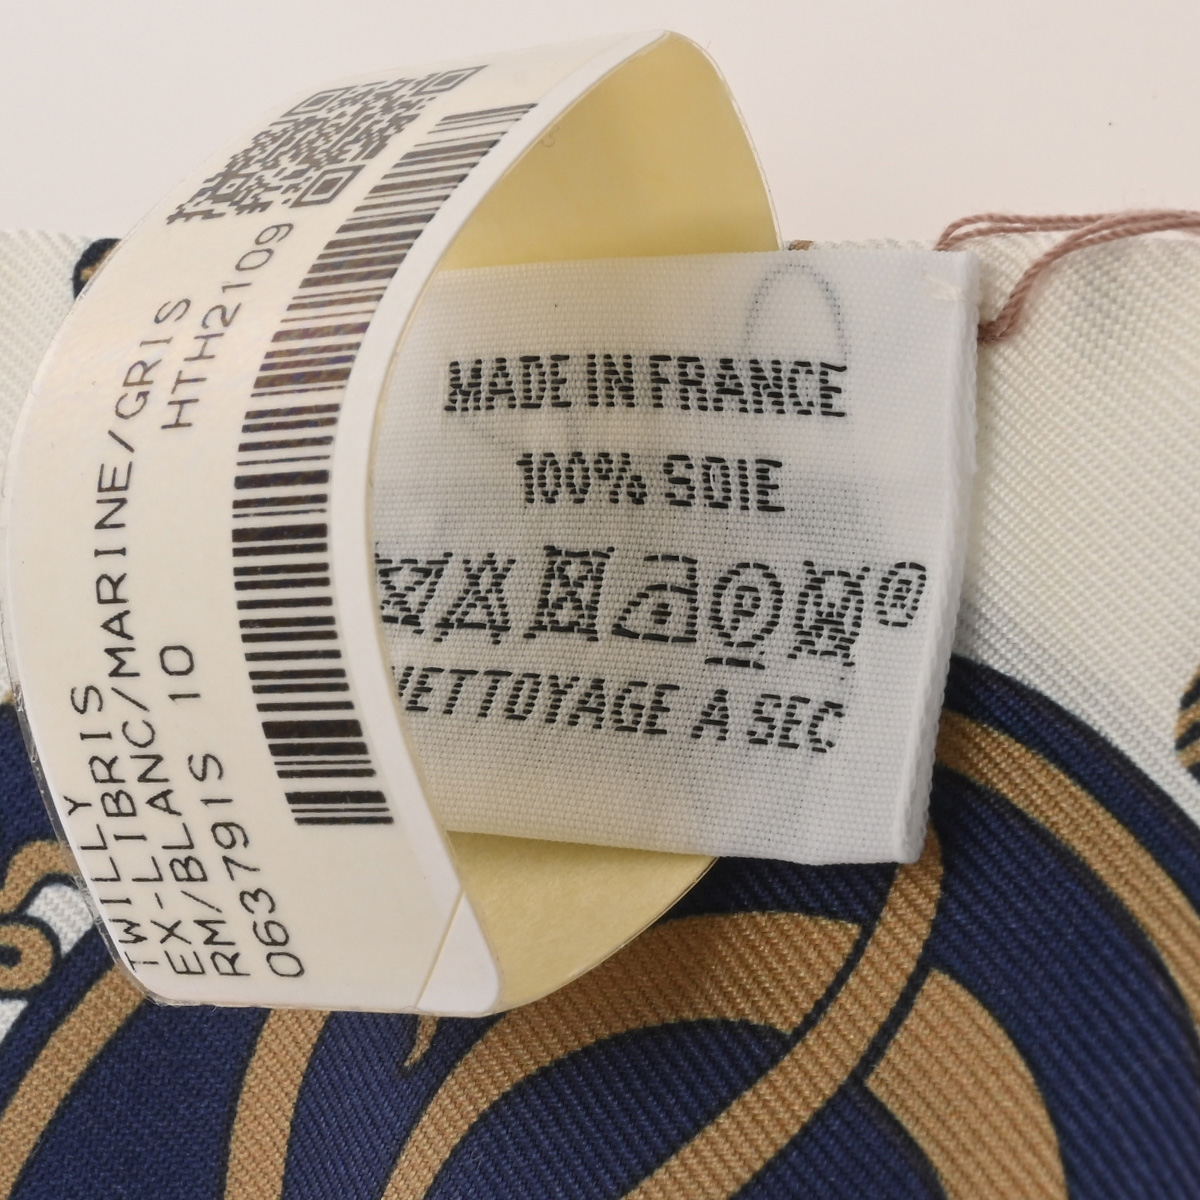 TWILLY
EX-LIBRIS
RM/BLANC/MARINE/GRIS
063791S 10 HTH2109
MADE IN FRANCE
100% SOIE
NETTOYAGE A SEC